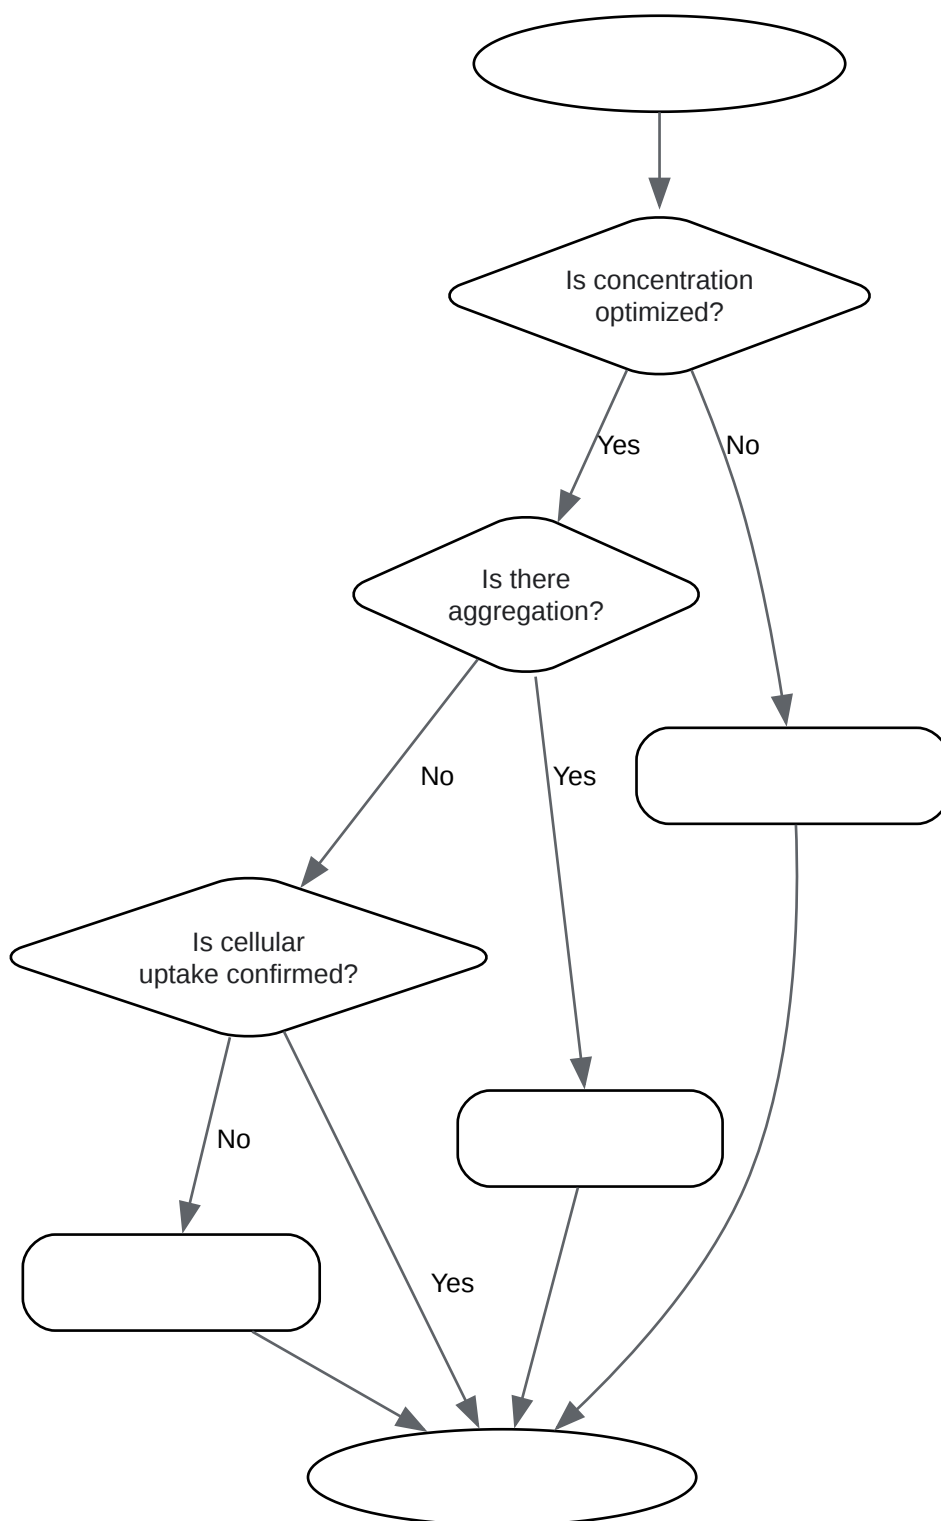 Is concentration
optimized?
Yes
No
Is there
aggregation?
No
Yes
Is cellular
uptake confirmed?
No
Yes